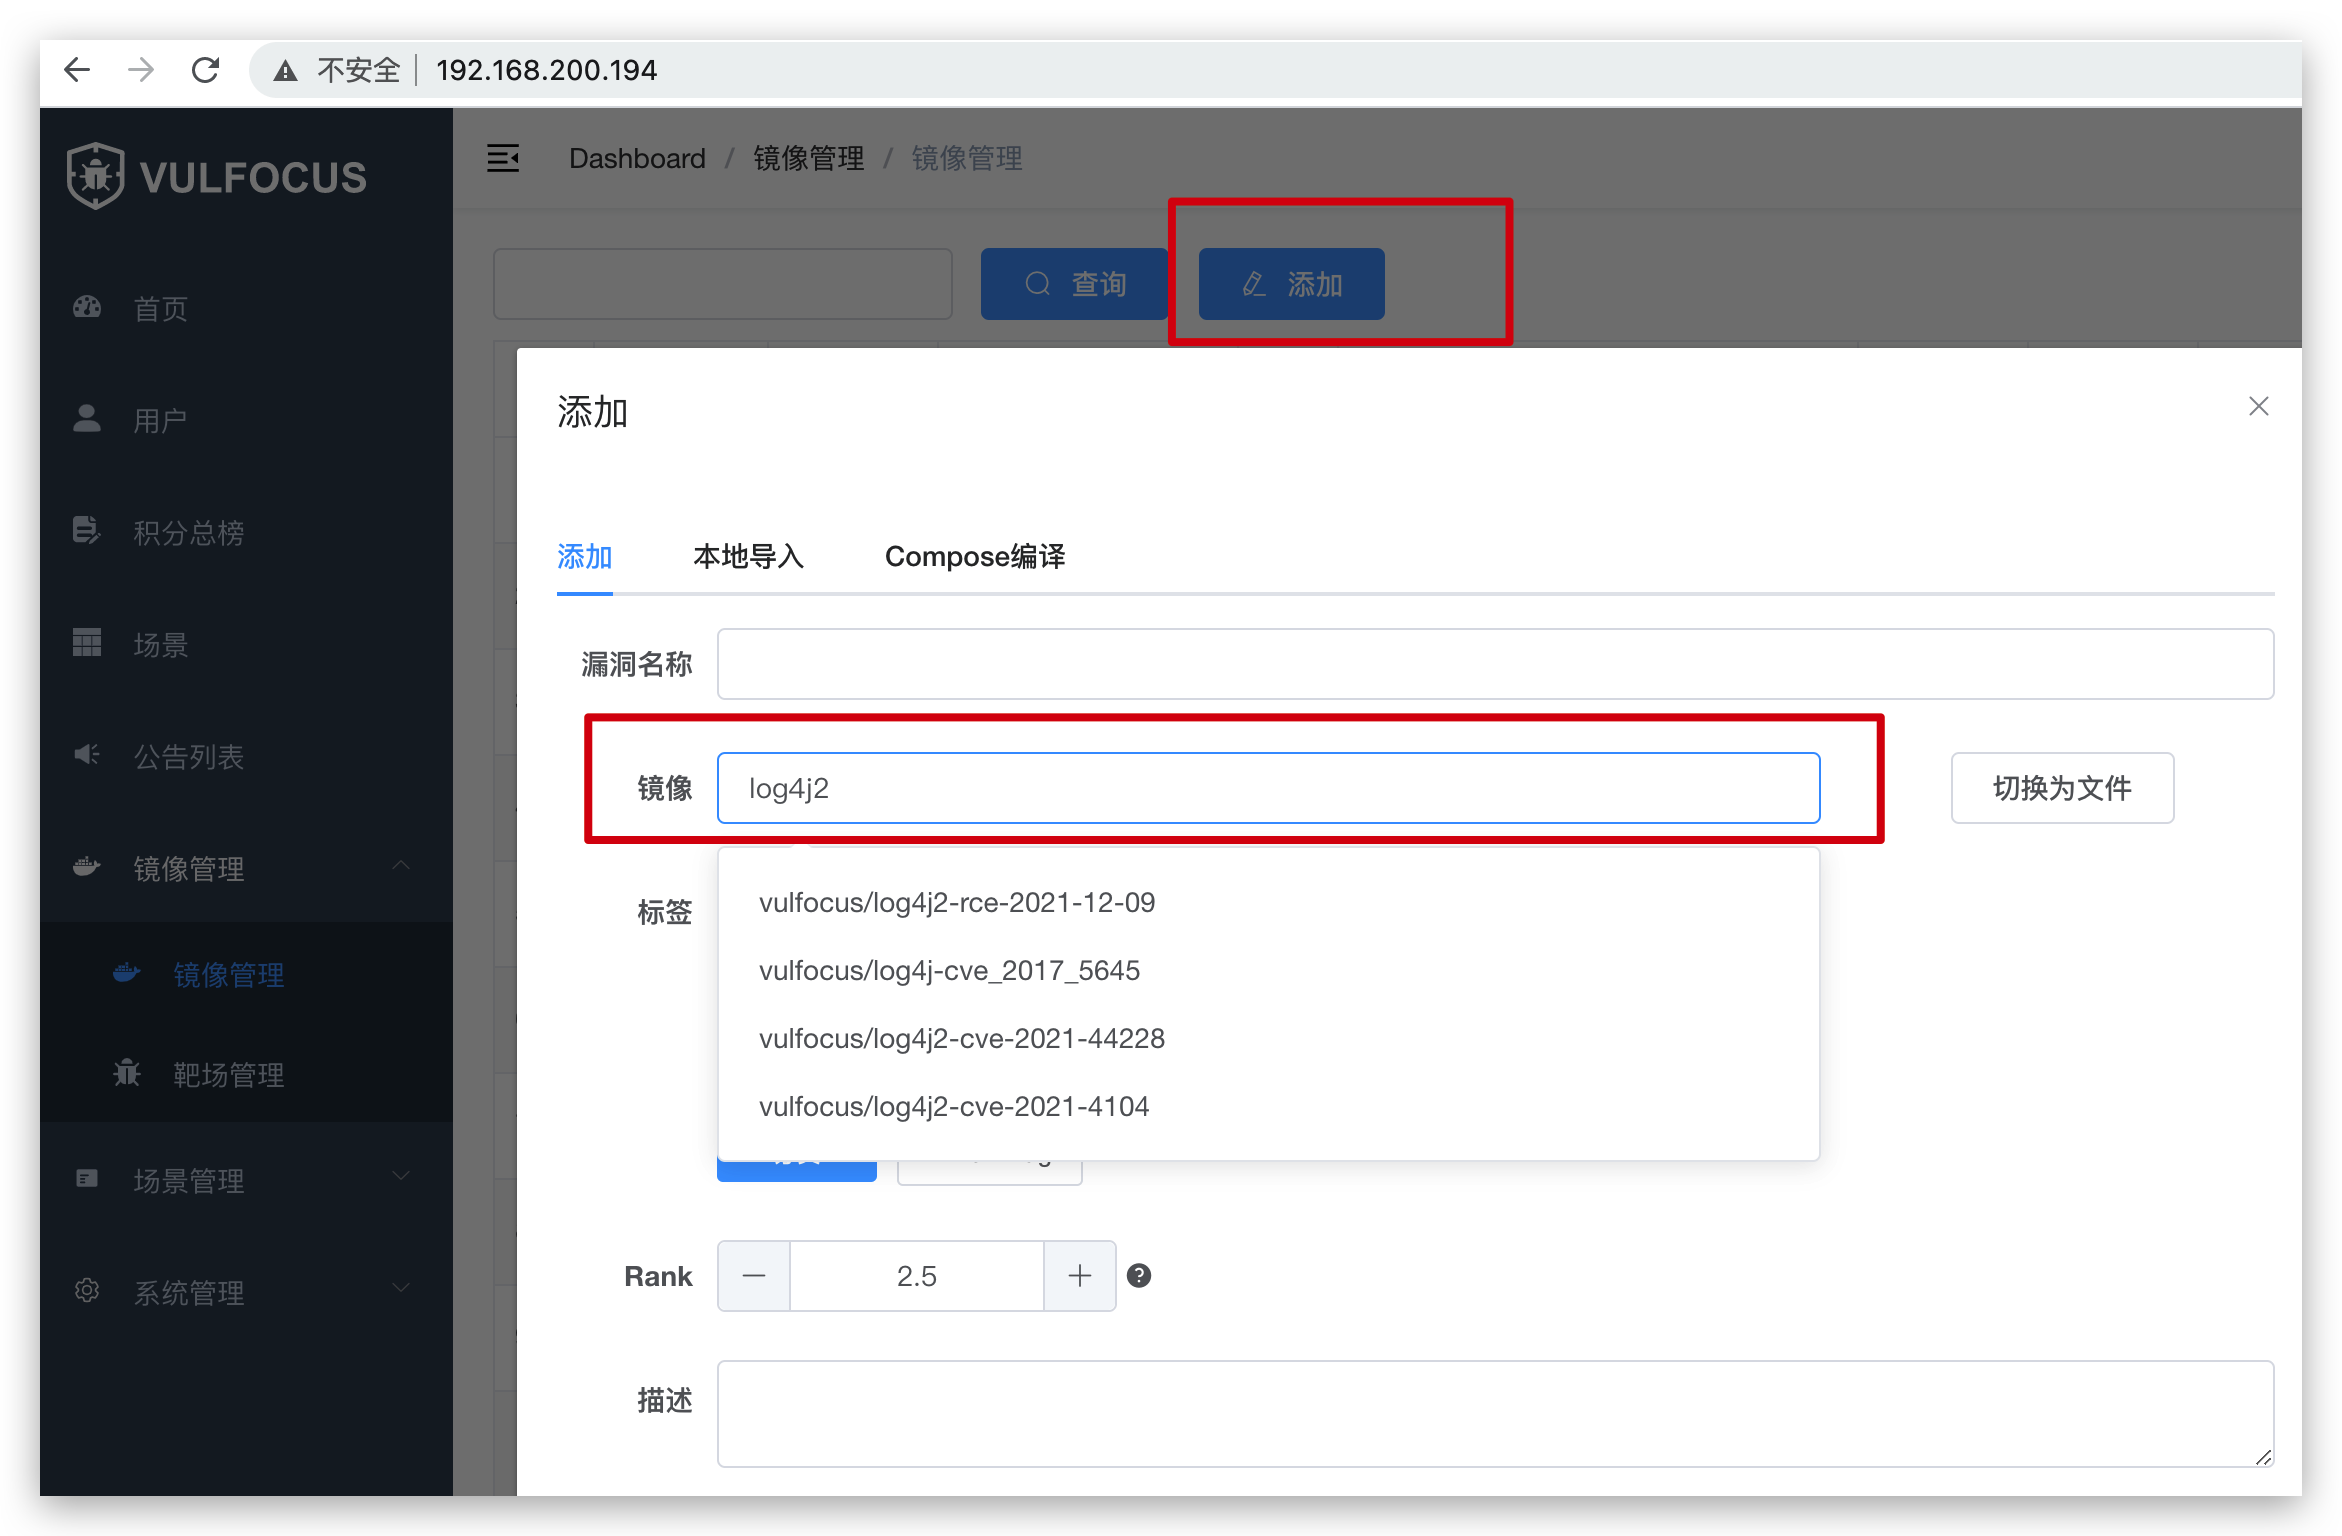 不安全 192.168.200.194
VULFOCUS
首页
用户
积分总榜
场景
公告列表
镜像管理
镜像管理
靶场管理
场景管理
系统管理
Dashboard / 镜像管理 / 镜像管理
查询
添加
添加
添加 本地导入 Compose编译
漏洞名称
镜像 log4j2 切换为文件
标签
vulfocus/log4j2-rce-2021-12-09
vulfocus/log4j-cve_2017_5645
vulfocus/log4j2-cve-2021-44228
vulfocus/log4j2-cve-2021-4104
Rank 2.5
描述